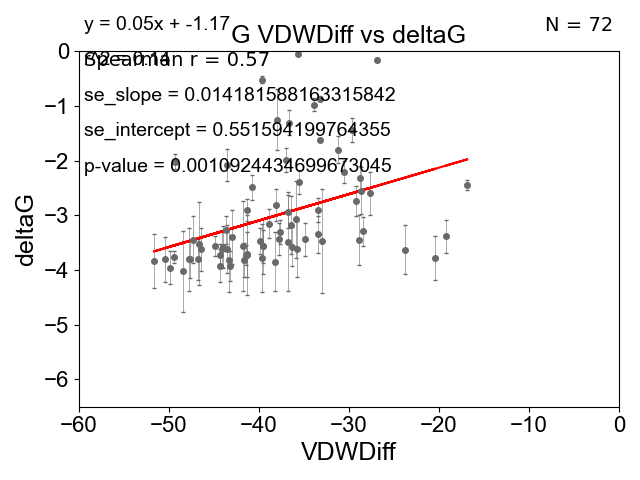 y = 0.05x + -1.17
N = 72
G VDWDiff vs deltaG
Spearman r = 0.57
se_slope = 0.014181588163315842
se_intercept = 0.551594199764355
p-value = 0.0010924434699673045
deltaG
0
−1
−2
−3
−4
−5
−6
−60
−50
−40
−30
−20
−10
0
VDWDiff